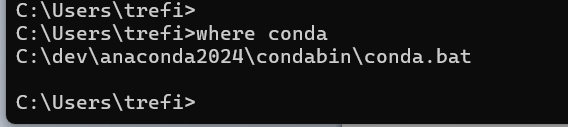 C:\Users\trefi>
C:\Users\trefi>where conda
C:\dev\anaconda2024\condabin\conda.bat
C:\Users\trefi>